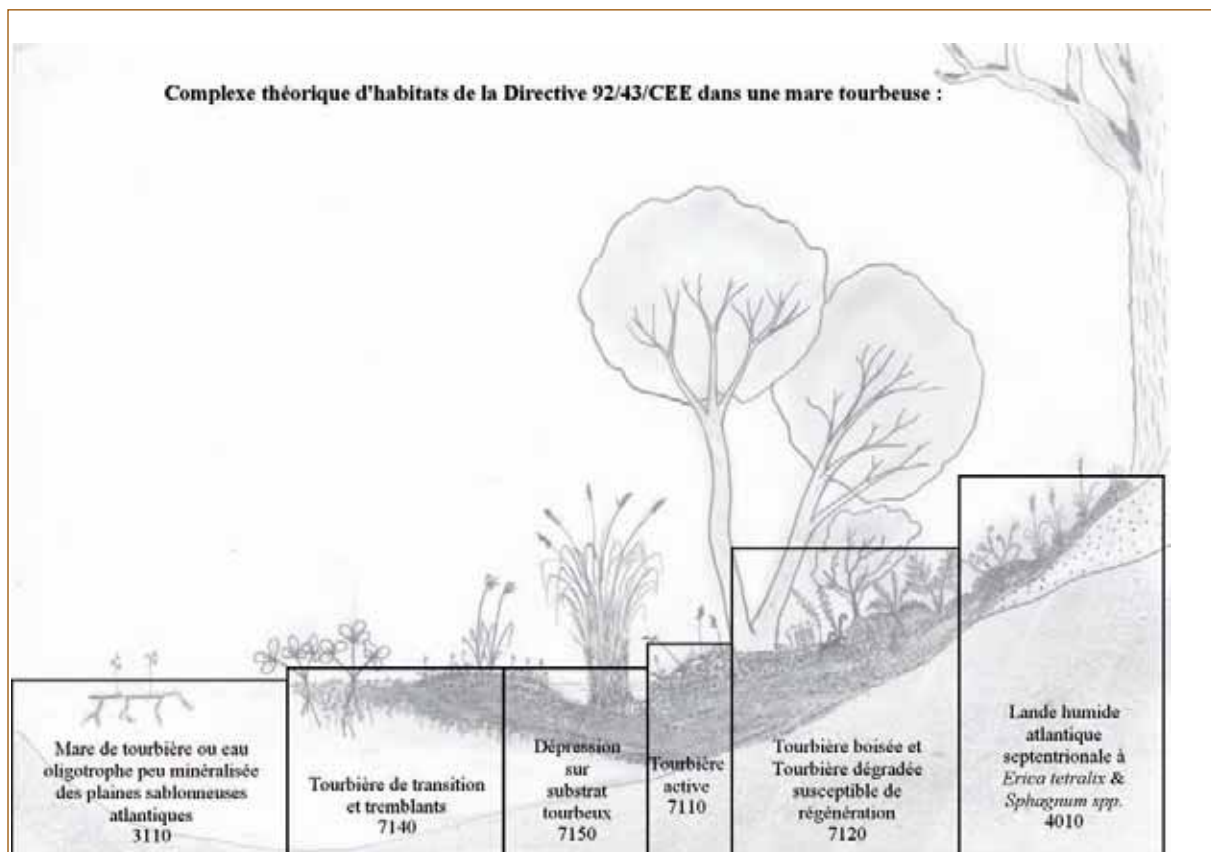 Complexe théorique d'habitats de la Directive 92/43/CEE dans une mare tourbeuse :
Mare de tourbière ou eau
oligotrophe peu minéralisée
des plaines sablonneuses
atlantiques
3110
Tourbière de transition
et tremblants
7140
Dépression
sur
substrat
tourbeux
7150
Tourbière
active
7110
Tourbière boisée et
Tourbière dégradée
susceptible de
régénération
7120
Lande humide
atlantique
septentrionale à
Erica tetralix &
Sphagnum spp.
4010